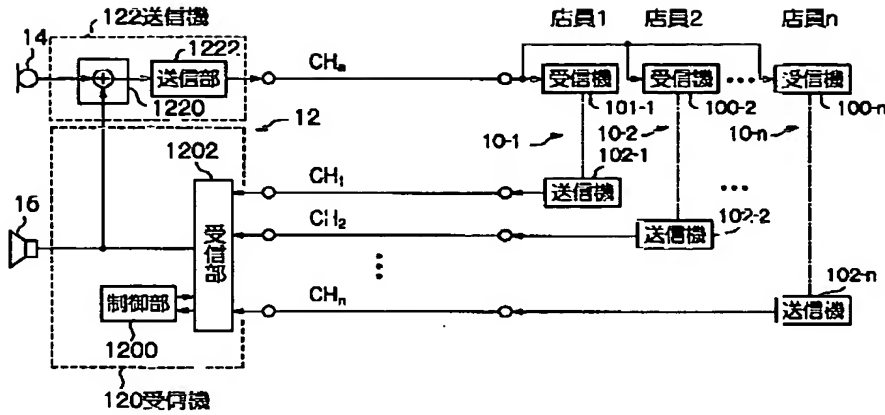 店員1 店員2 店員n
122送信機
14
1222
送信部
CHa
受信機 受信機 … 受信機
1220
101-1 100-2 100-n
12
10-1 10-2 10-n
1202
102-1
CH1
送信機
…
16
CH2
送信機
102-2
受信部
⋮
102-n
制御部
CHn
送信機
1200
120受信機